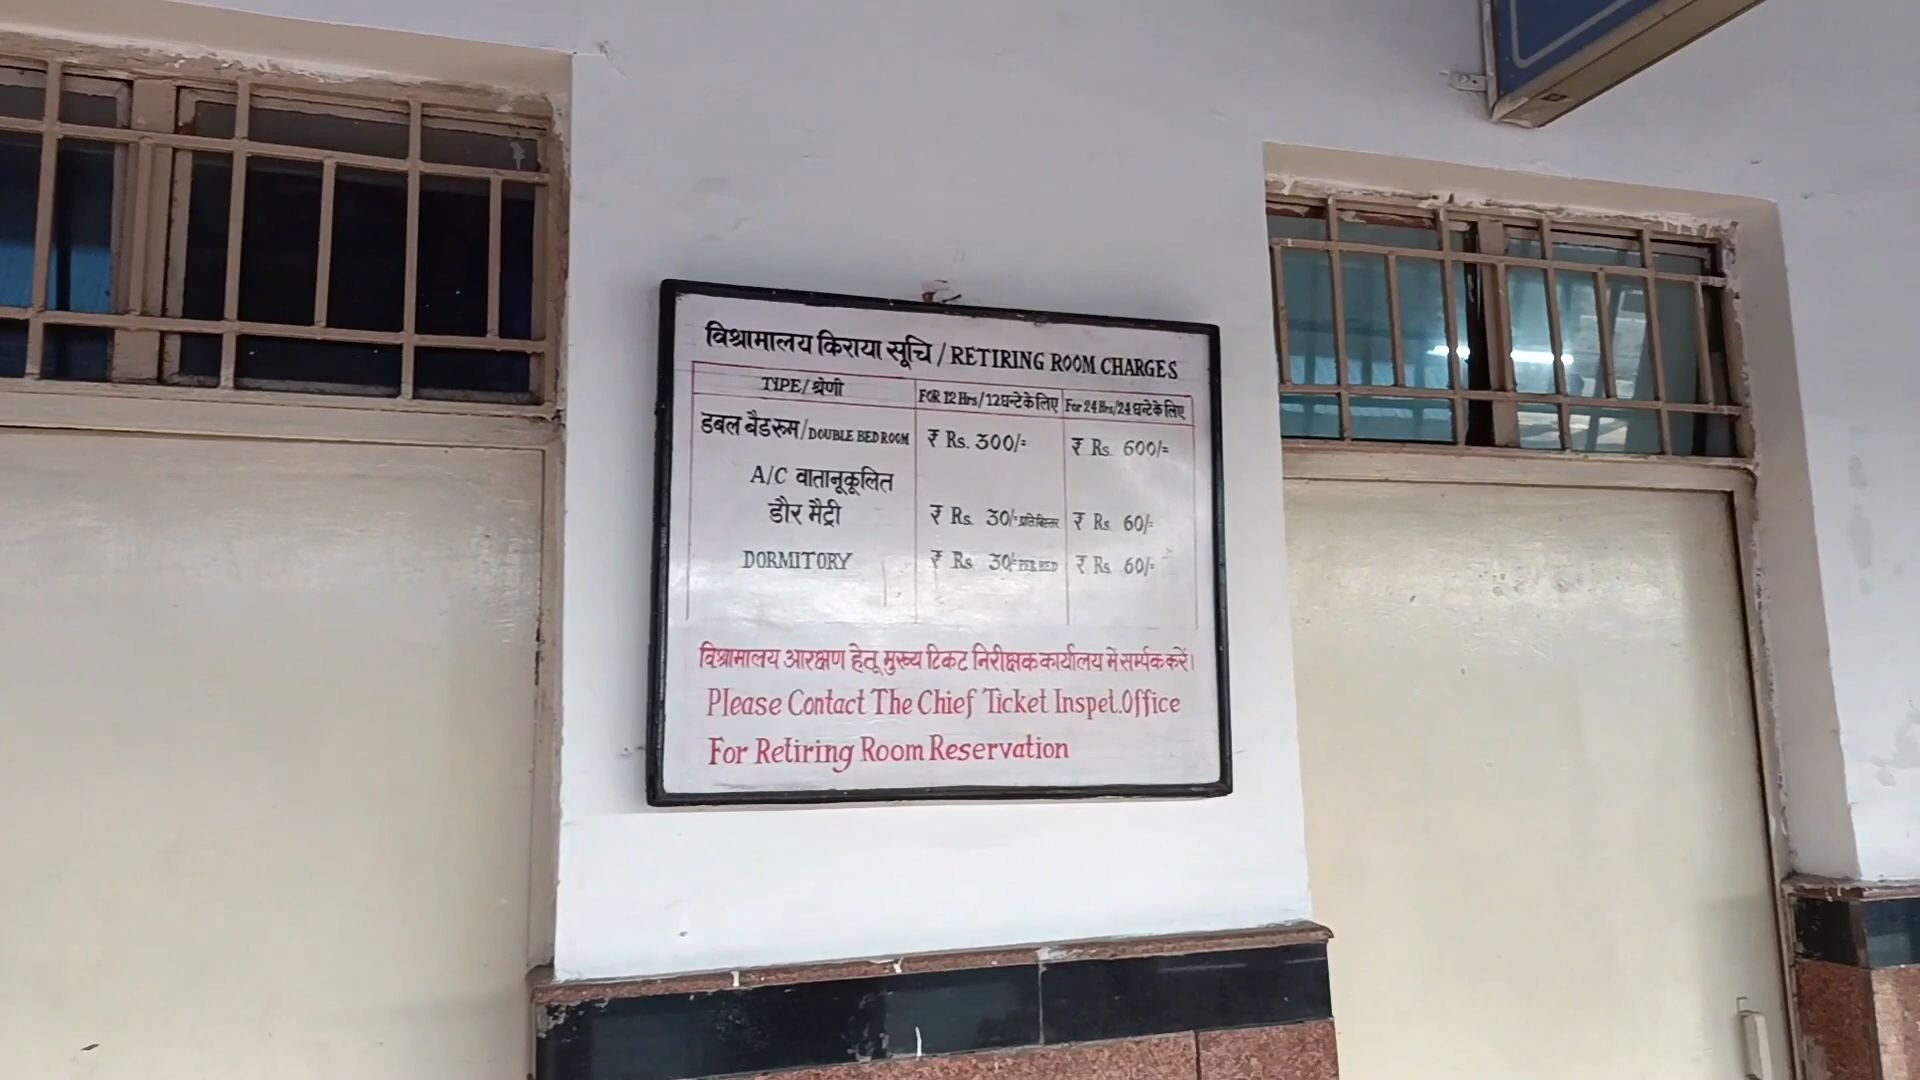 विश्रामालय किराया सूचि / RETIRING ROOM CHARGES
TYPE/श्रेणी FOR 12 Hrs/12घन्टे के लिए For 24 Hrs/24 घन्टे के लिए
डबल बैडरूम/DOUBLE BED ROOM ₹ Rs. 300/= ₹ Rs. 600/=
A/C वातानूकूलित
डौर मैट्री ₹ Rs. 30/= प्रति बिस्तर ₹ Rs. 60/=
DORMITORY ₹ Rs. 30/= PER BED ₹ Rs. 60/=
विश्रामालय आरक्षण हेतू मुख्य टिकट निरीक्षक कार्यालय में सर्म्पक करें।
Please Contact The Chief Ticket Inspet.Office
For Retiring Room Reservation